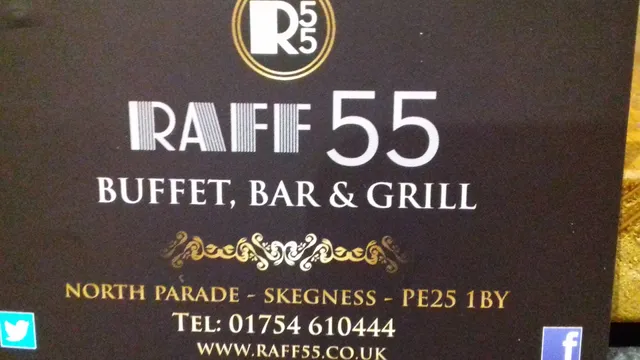 R55
RAFF 55
BUFFET, BAR & GRILL
NORTH PARADE - SKEGNESS - PE25 1BY
TEL: 01754 610444
WWW.RAFF55.CO.UK
f